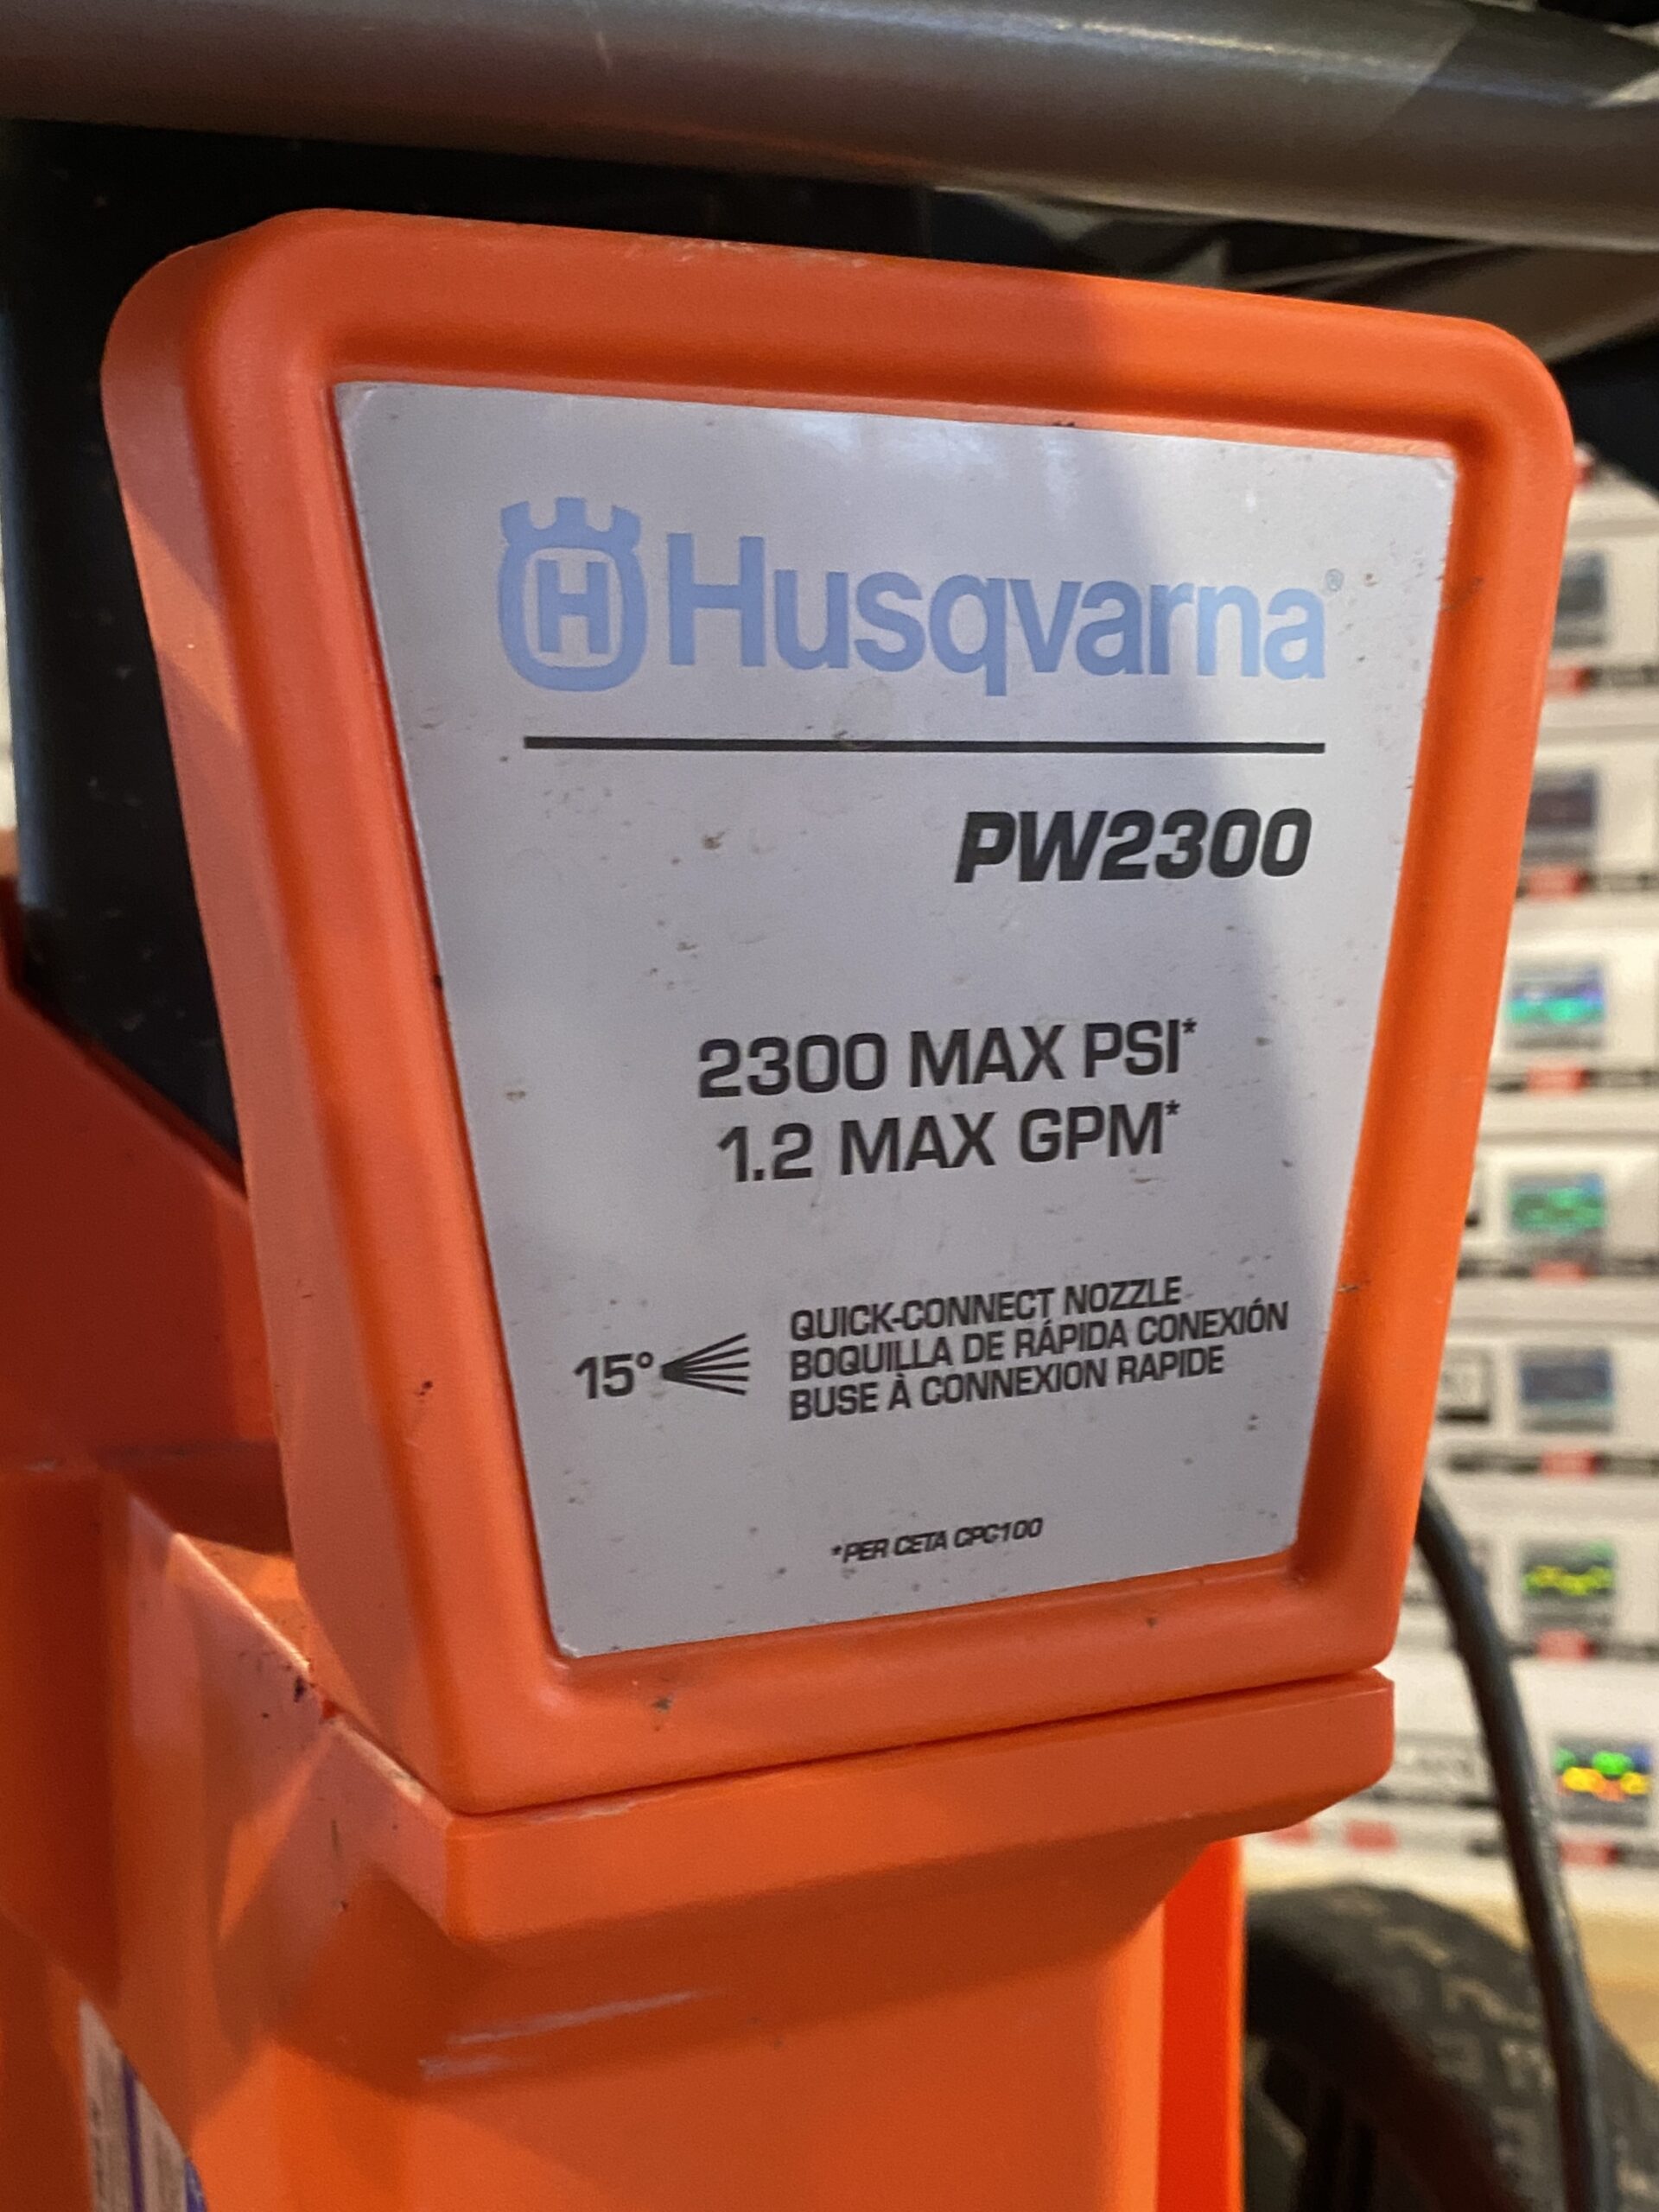 H Husqvarna®
PW2300
2300 MAX PSI*
1.2 MAX GPM*
15°
QUICK-CONNECT NOZZLE
BOQUILLA DE RÁPIDA CONEXIÓN
BUSE À CONNEXION RAPIDE
*PER CETA CPC100